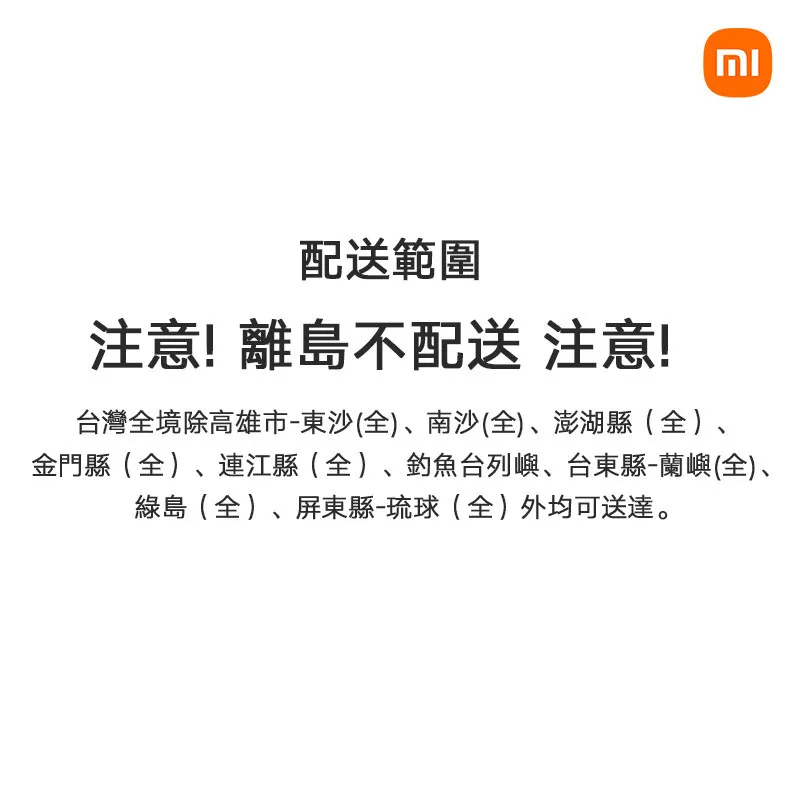 mi
配送範圍
注意! 離島不配送 注意!
台灣全境除高雄市-東沙(全)、南沙(全)、澎湖縣（全）、
金門縣（全）、連江縣（全）、釣魚台列嶼、台東縣-蘭嶼(全)、
綠島（全）、屏東縣-琉球（全）外均可送達。